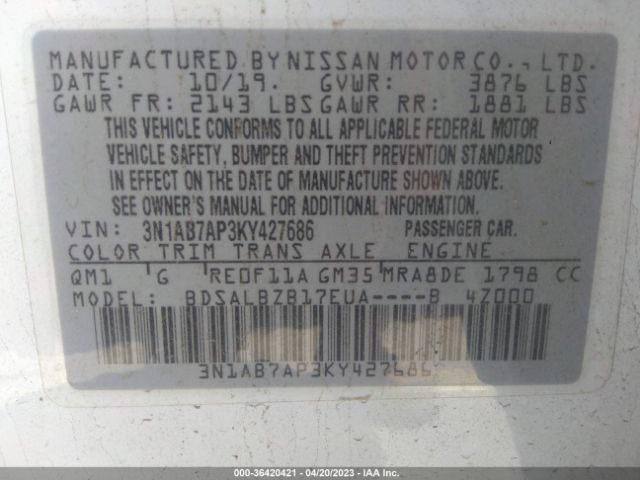 MANUFACTURED BY NISSAN MOTOR CO., LTD.
DATE: 10/19. GVWR: 3876 LBS
GAWR FR: 2143 LBS GAWR RR: 1881 LBS
THIS VEHICLE CONFORMS TO ALL APPLICABLE FEDERAL MOTOR
VEHICLE SAFETY, BUMPER AND THEFT PREVENTION STANDARDS
IN EFFECT ON THE DATE OF MANUFACTURE SHOWN ABOVE.
SEE OWNER'S MANUAL FOR ADDITIONAL INFORMATION.
VIN: 3N1AB7AP3KY427686 PASSENGER CAR.
COLOR TRIM TRANS AXLE ENGINE
QM1 G RE0F11A GM35 MRA8DE 1798 CC
MODEL: BDSALBZB17EUA----B 4Z000
3N1AB7AP3KY427686
000-36420421 - 04/20/2023 - IAA Inc.